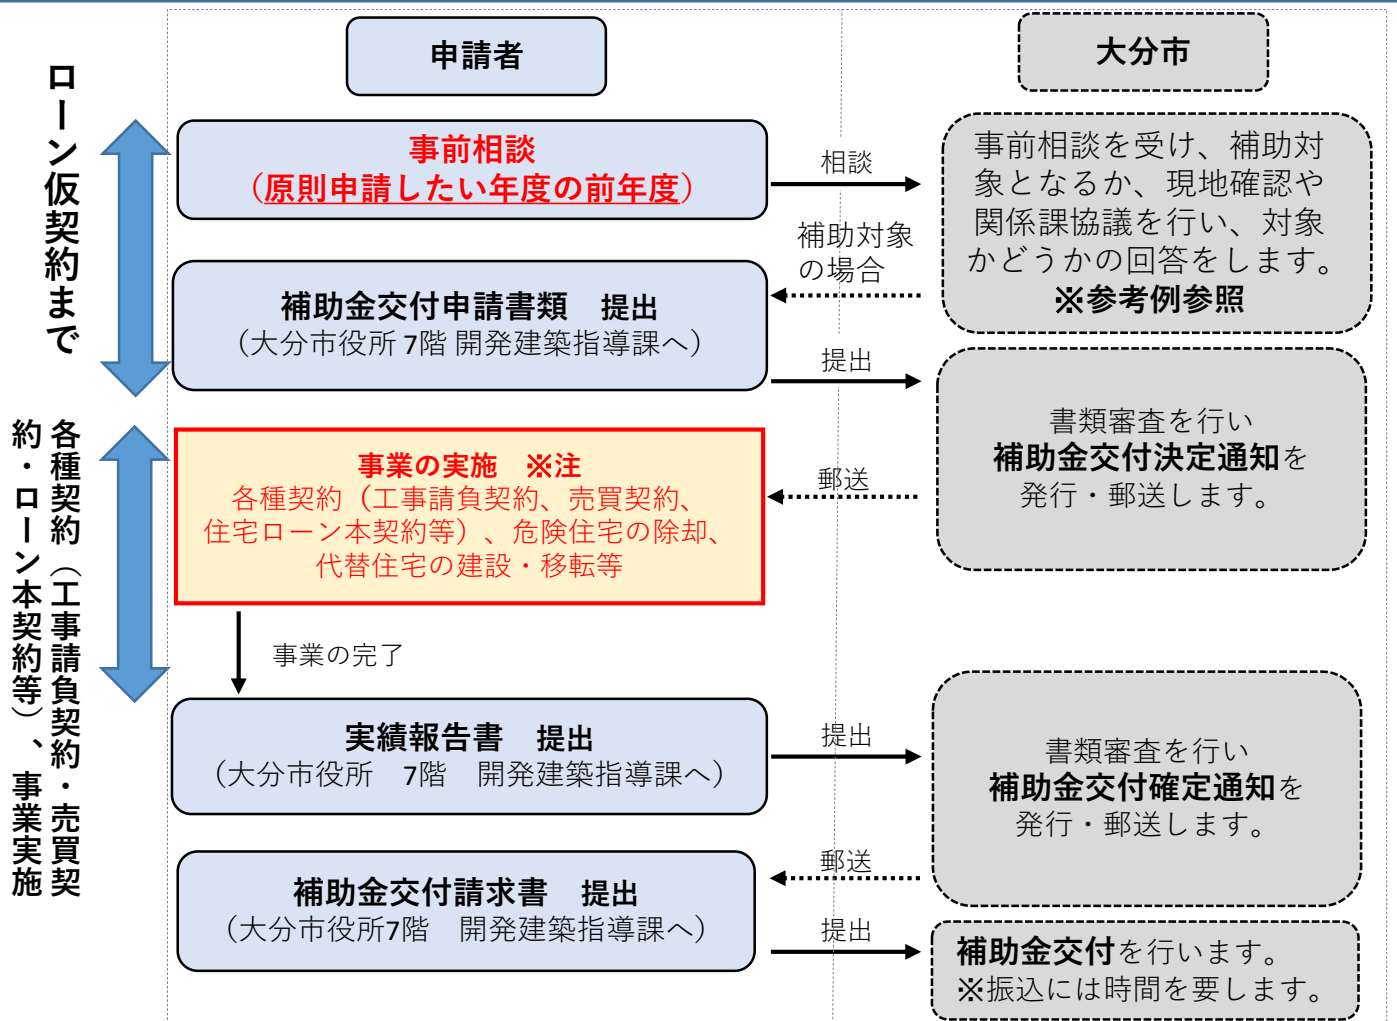 申請者
大分市
ローン仮契約まで
事前相談
（原則申請したい年度の前年度）
相談
事前相談を受け、補助対
象となるか、現地確認や
関係課協議を行い、対象
かどうかの回答をします。
※参考例参照
補助対象
の場合
補助金交付申請書類　提出
（大分市役所 7階 開発建築指導課へ）
提出
書類審査を行い
補助金交付決定通知を
発行・郵送します。
郵送
各種契約（工事請負契約・売買契
約・ローン本契約等）、事業実施
事業の実施　※注
各種契約（工事請負契約、売買契約、
住宅ローン本契約等）、危険住宅の除却、
代替住宅の建設・移転等
事業の完了
実績報告書　提出
（大分市役所　7階　開発建築指導課へ）
提出
書類審査を行い
補助金交付確定通知を
発行・郵送します。
郵送
補助金交付請求書　提出
（大分市役所7階　開発建築指導課へ）
提出
補助金交付を行います。
※振込には時間を要します。